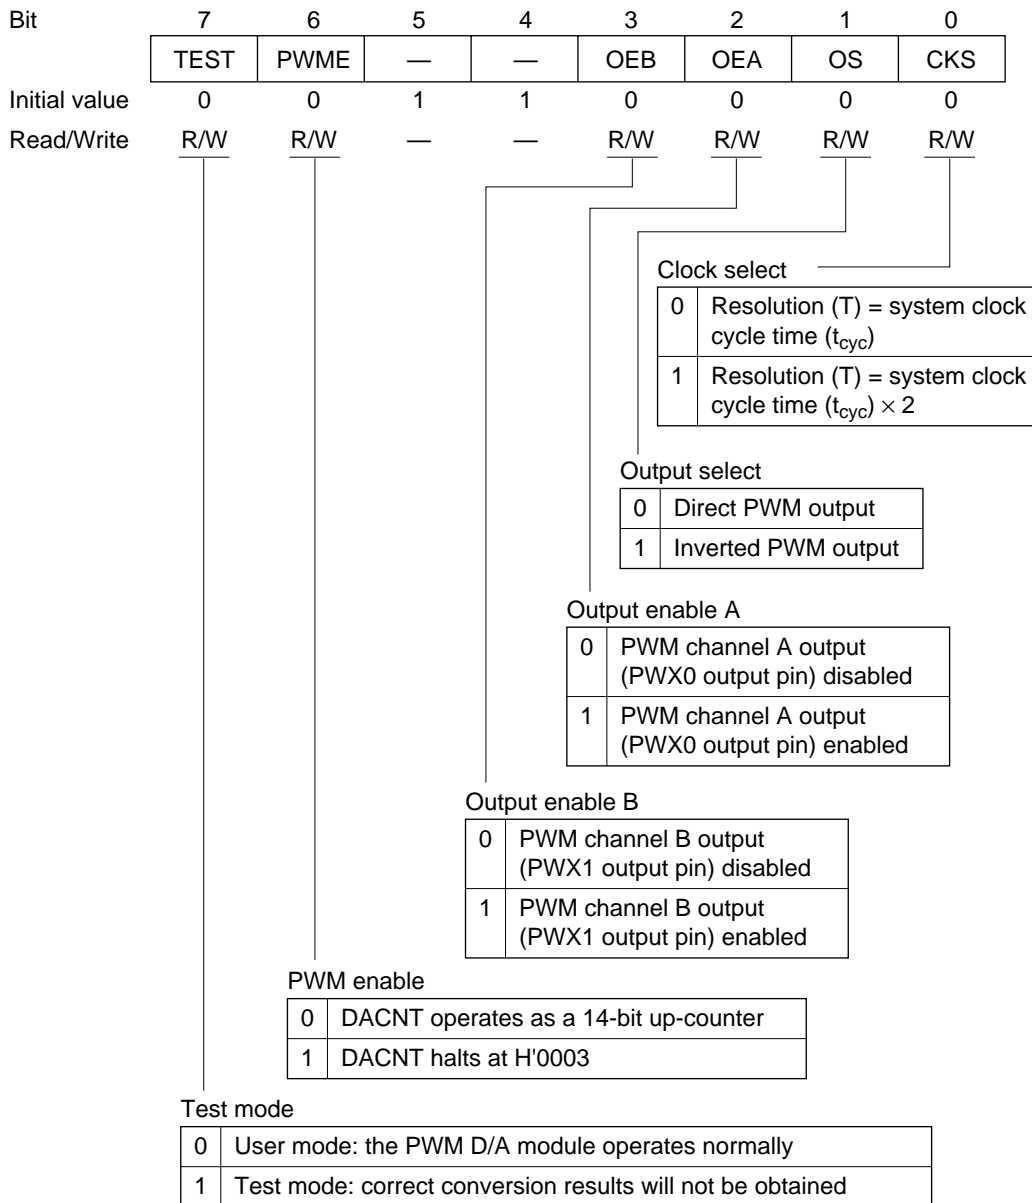 Bit 7 6 5 4 3 2 1 0
TEST PWME — — OEB OEA OS CKS
Initial value 0 0 1 1 0 0 0 0
Read/Write R/W R/W — — R/W R/W R/W R/W
Clock select
0 Resolution (T) = system clock
cycle time (tcyc)
1 Resolution (T) = system clock
cycle time (tcyc) × 2
Output select
0 Direct PWM output
1 Inverted PWM output
Output enable A
0 PWM channel A output
(PWX0 output pin) disabled
1 PWM channel A output
(PWX0 output pin) enabled
Output enable B
0 PWM channel B output
(PWX1 output pin) disabled
1 PWM channel B output
(PWX1 output pin) enabled
PWM enable
0 DACNT operates as a 14-bit up-counter
1 DACNT halts at H'0003
Test mode
0 User mode: the PWM D/A module operates normally
1 Test mode: correct conversion results will not be obtained